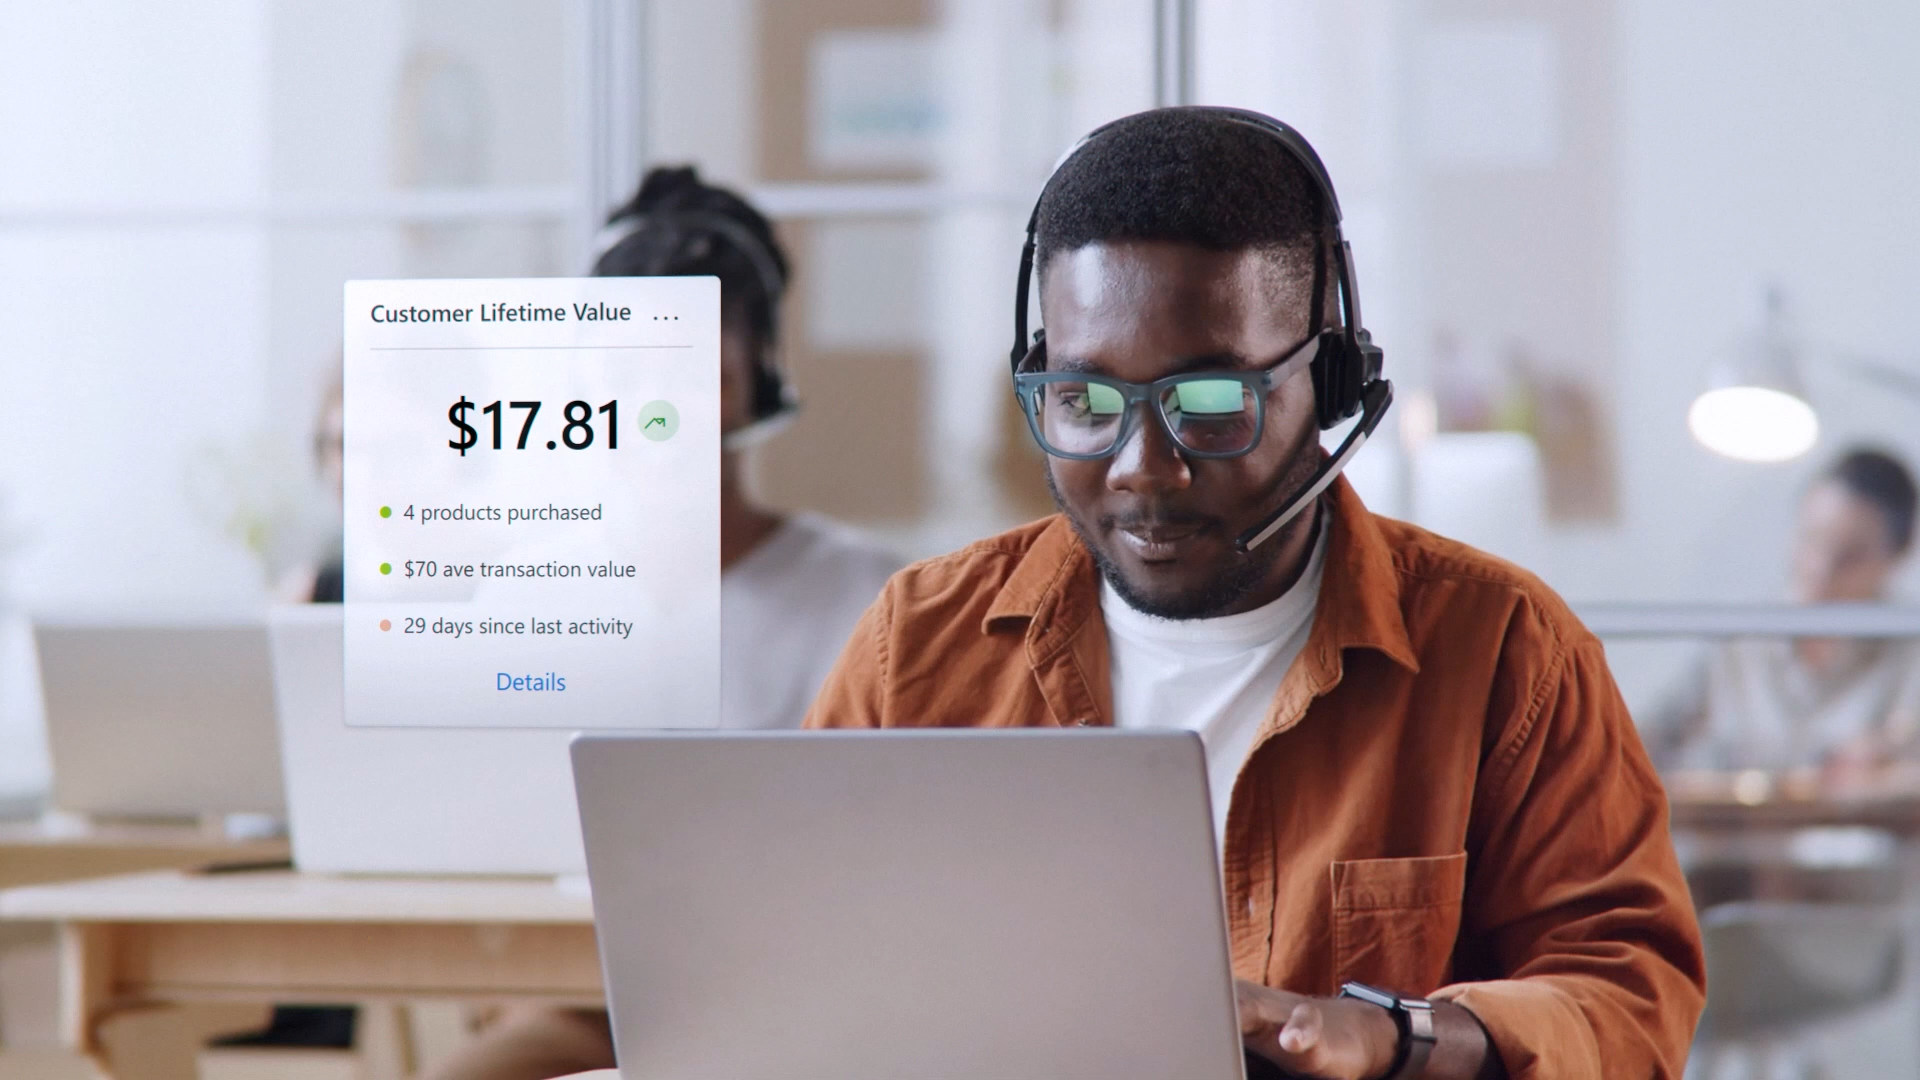 Customer Lifetime Value ...
$17.81
4 products purchased
$70 ave transaction value
29 days since last activity
Details